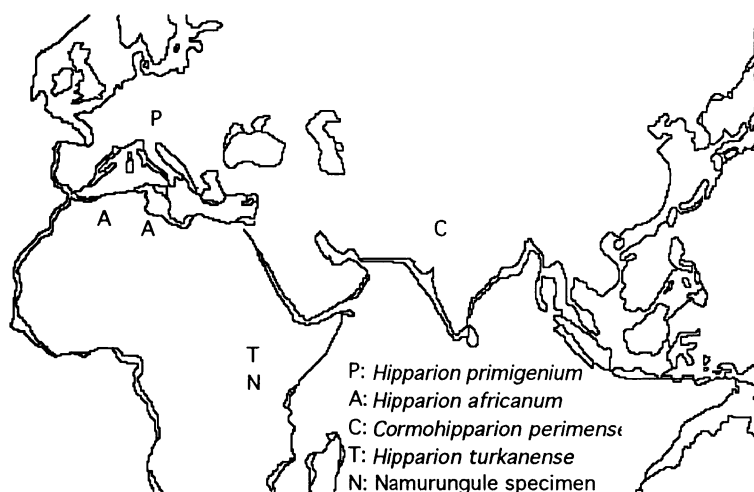 P
C
A A
T
N
P: Hipparion primigenium
A: Hipparion africanum
C: Cormohipparion perimense
T: Hipparion turkanense
N: Namurungule specimen